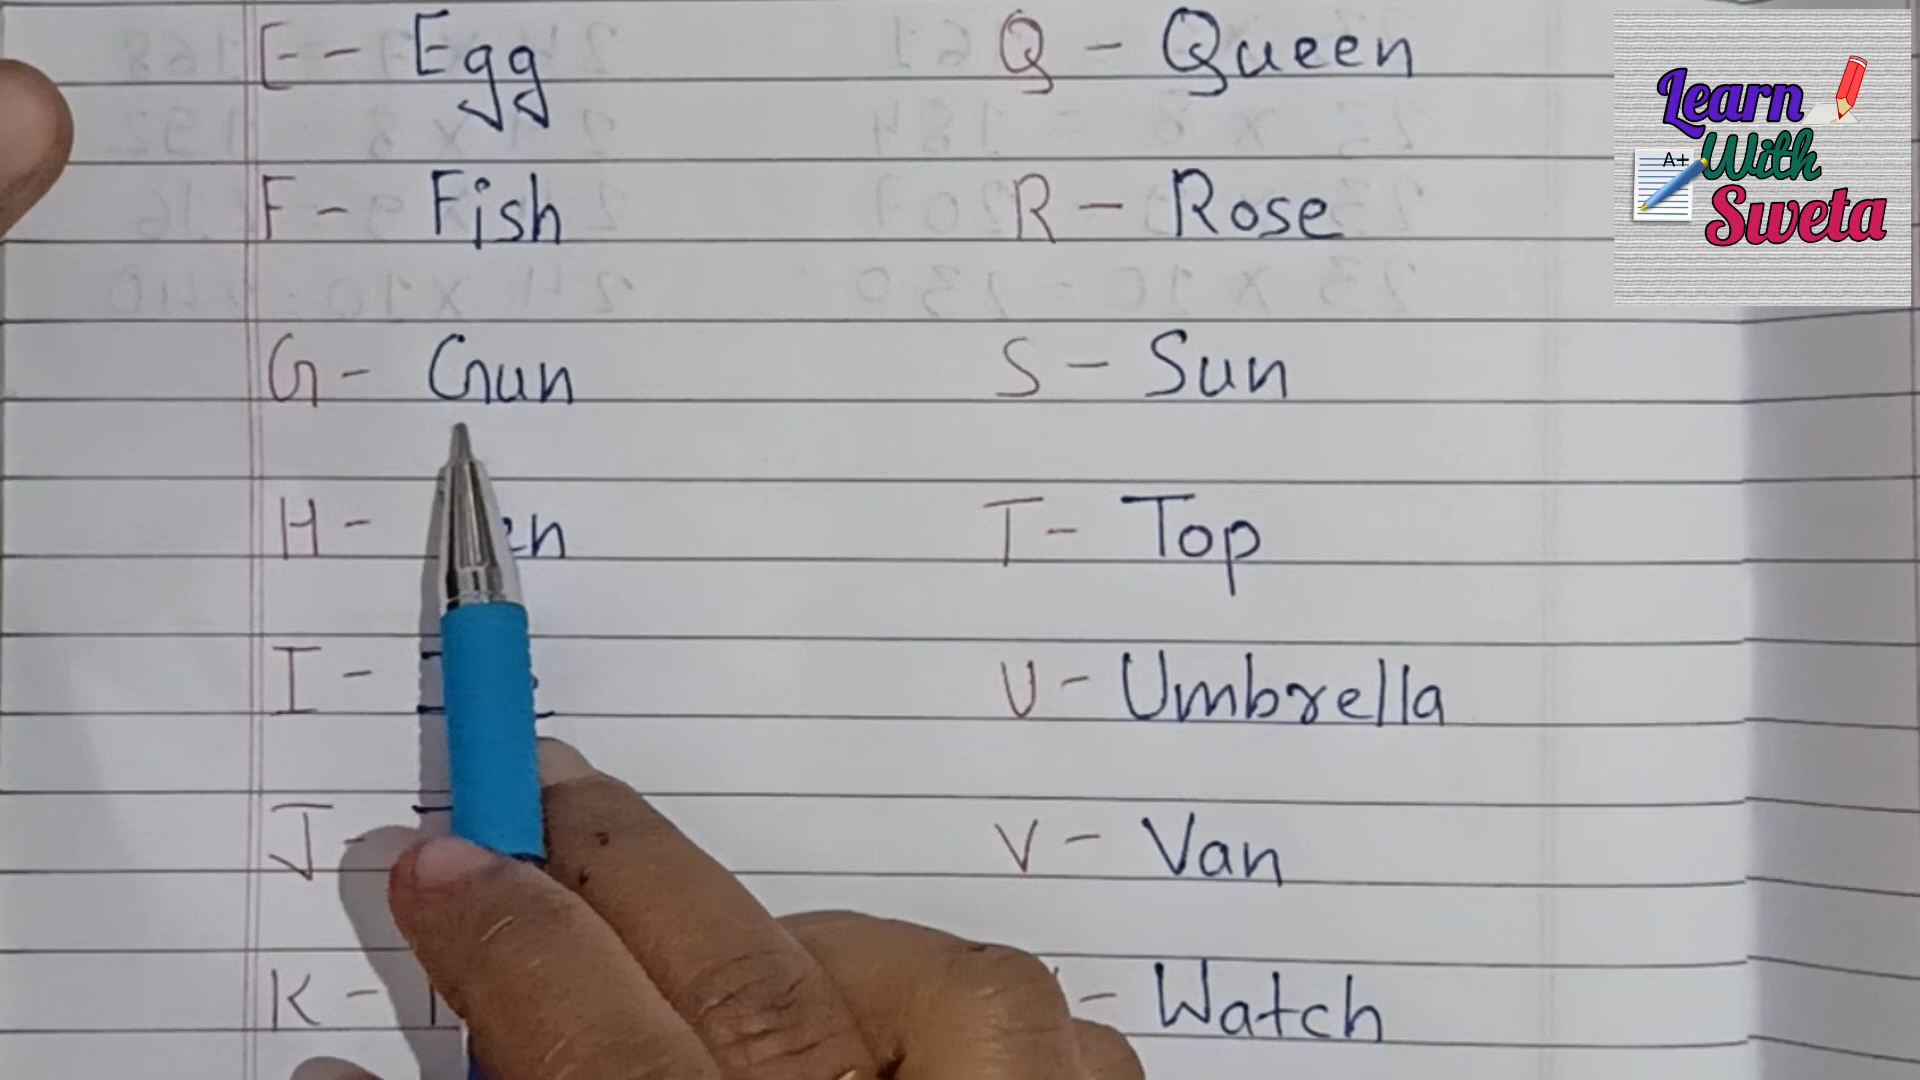 E - Egg
F - Fish
G - Gun
H -
I -
J -
K -
Q - Queen
R - Rose
S - Sun
T - Top
U - Umbrella
V - Van
- Watch
Learn
A+ With
Sweta